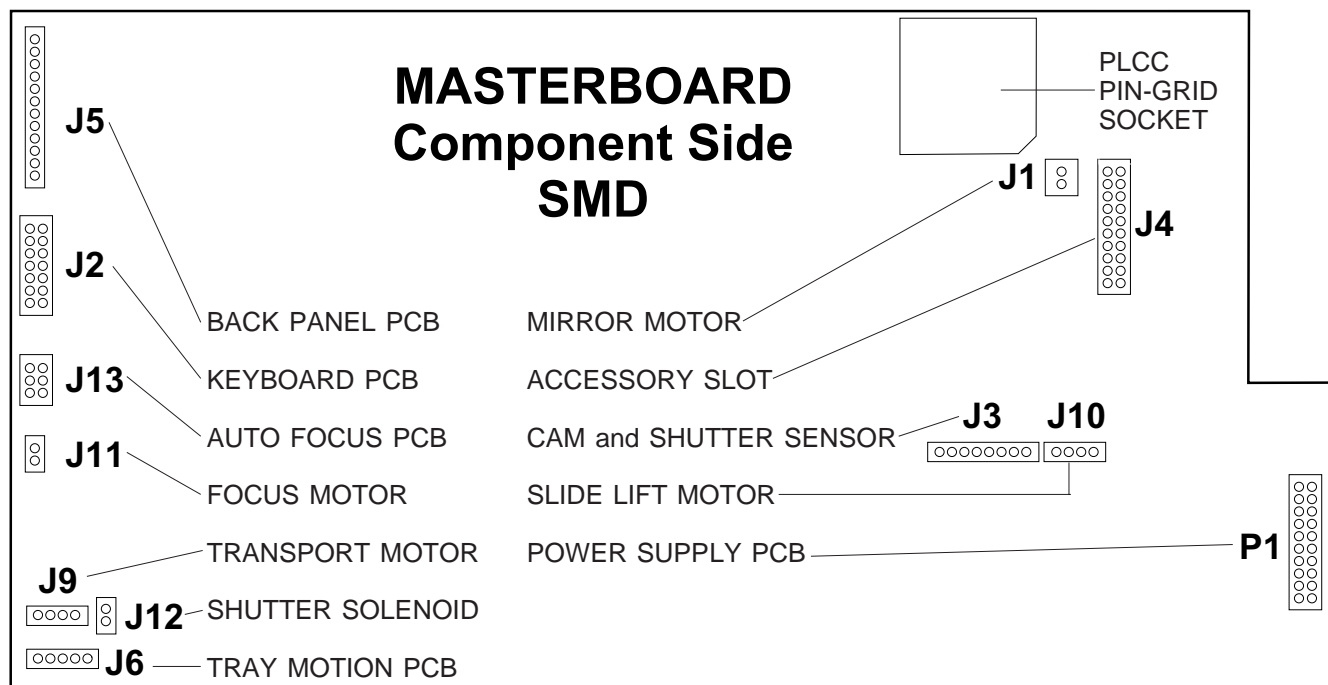 MASTERBOARD
Component Side
SMD
PLCC
PIN-GRID
SOCKET
J5
J1
J4
J2
BACK PANEL PCB
MIRROR MOTOR
J13
KEYBOARD PCB
ACCESSORY SLOT
J3
J10
AUTO FOCUS PCB
CAM and SHUTTER SENSOR
J11
FOCUS MOTOR
SLIDE LIFT MOTOR
TRANSPORT MOTOR
POWER SUPPLY PCB
P1
J9
J12
SHUTTER SOLENOID
J6
TRAY MOTION PCB